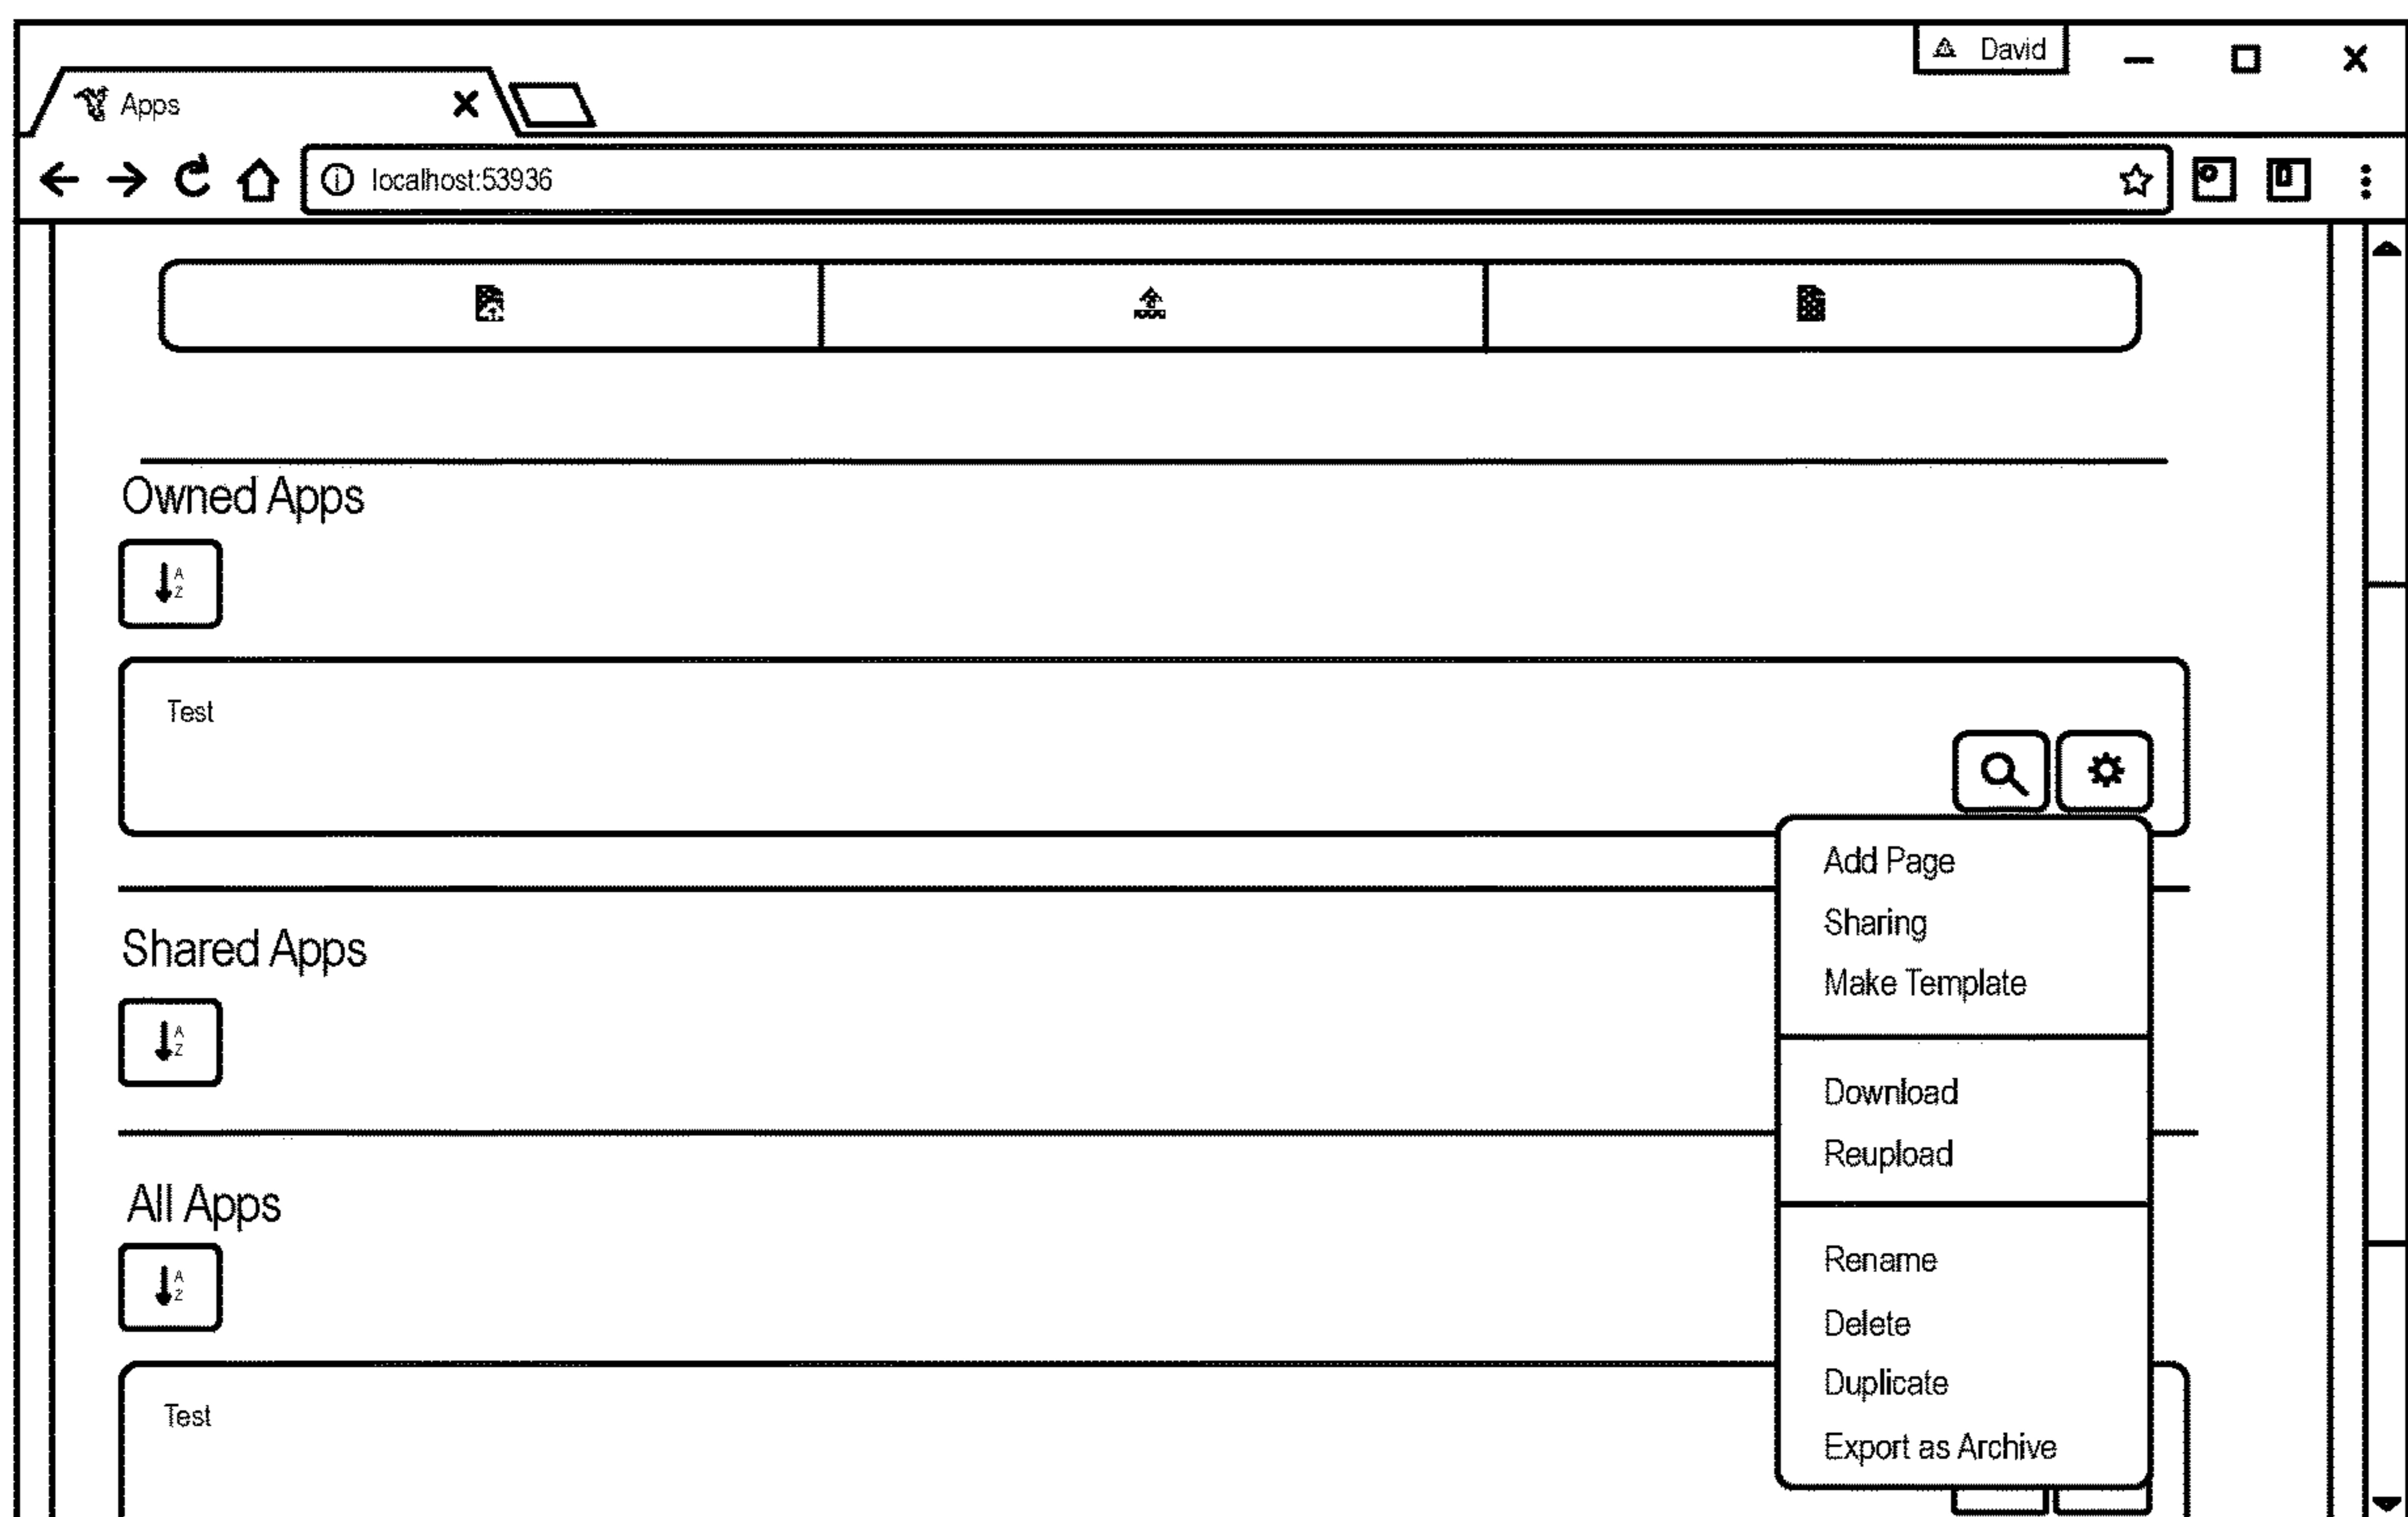 David
Apps
localhost:53936
Owned Apps
A
Z
Test
Add Page
Sharing
Make Template
Shared Apps
A
Z
Download
Reupload
All Apps
A
Z
Rename
Delete
Duplicate
Export as Archive
Test